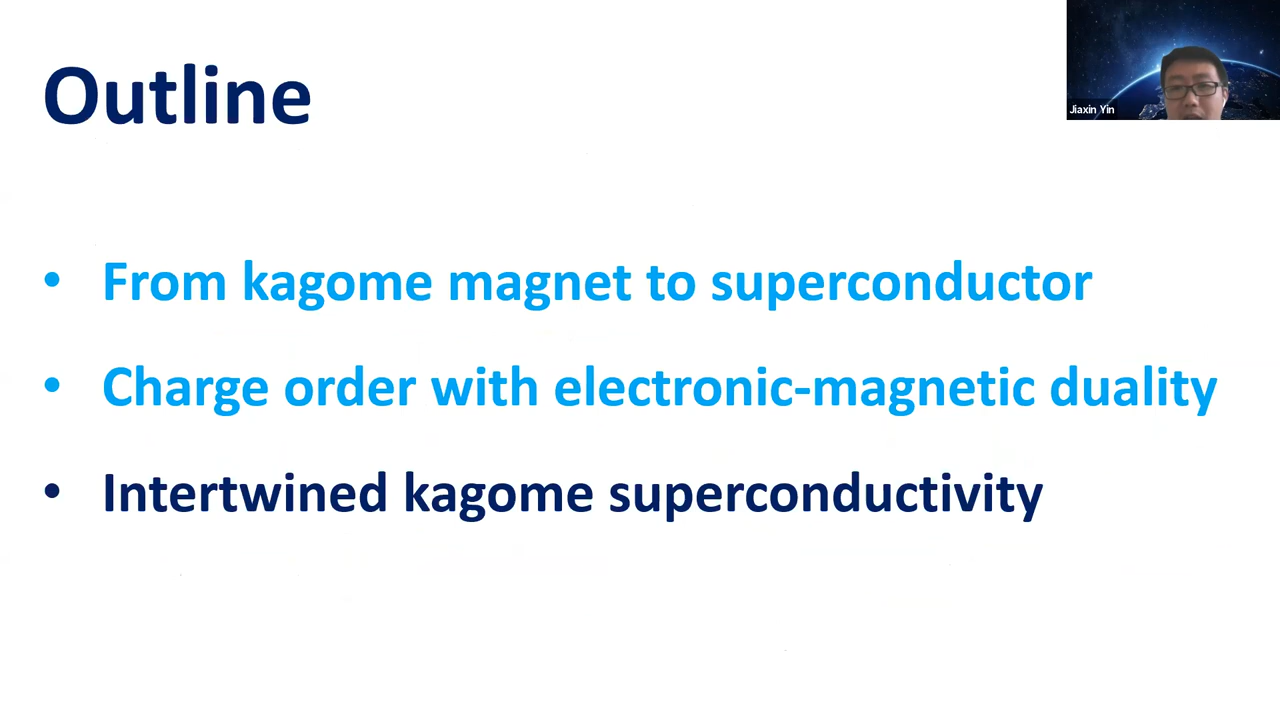 Outline
Jiaxin Yin
• From kagome magnet to superconductor
• Charge order with electronic-magnetic duality
• Intertwined kagome superconductivity